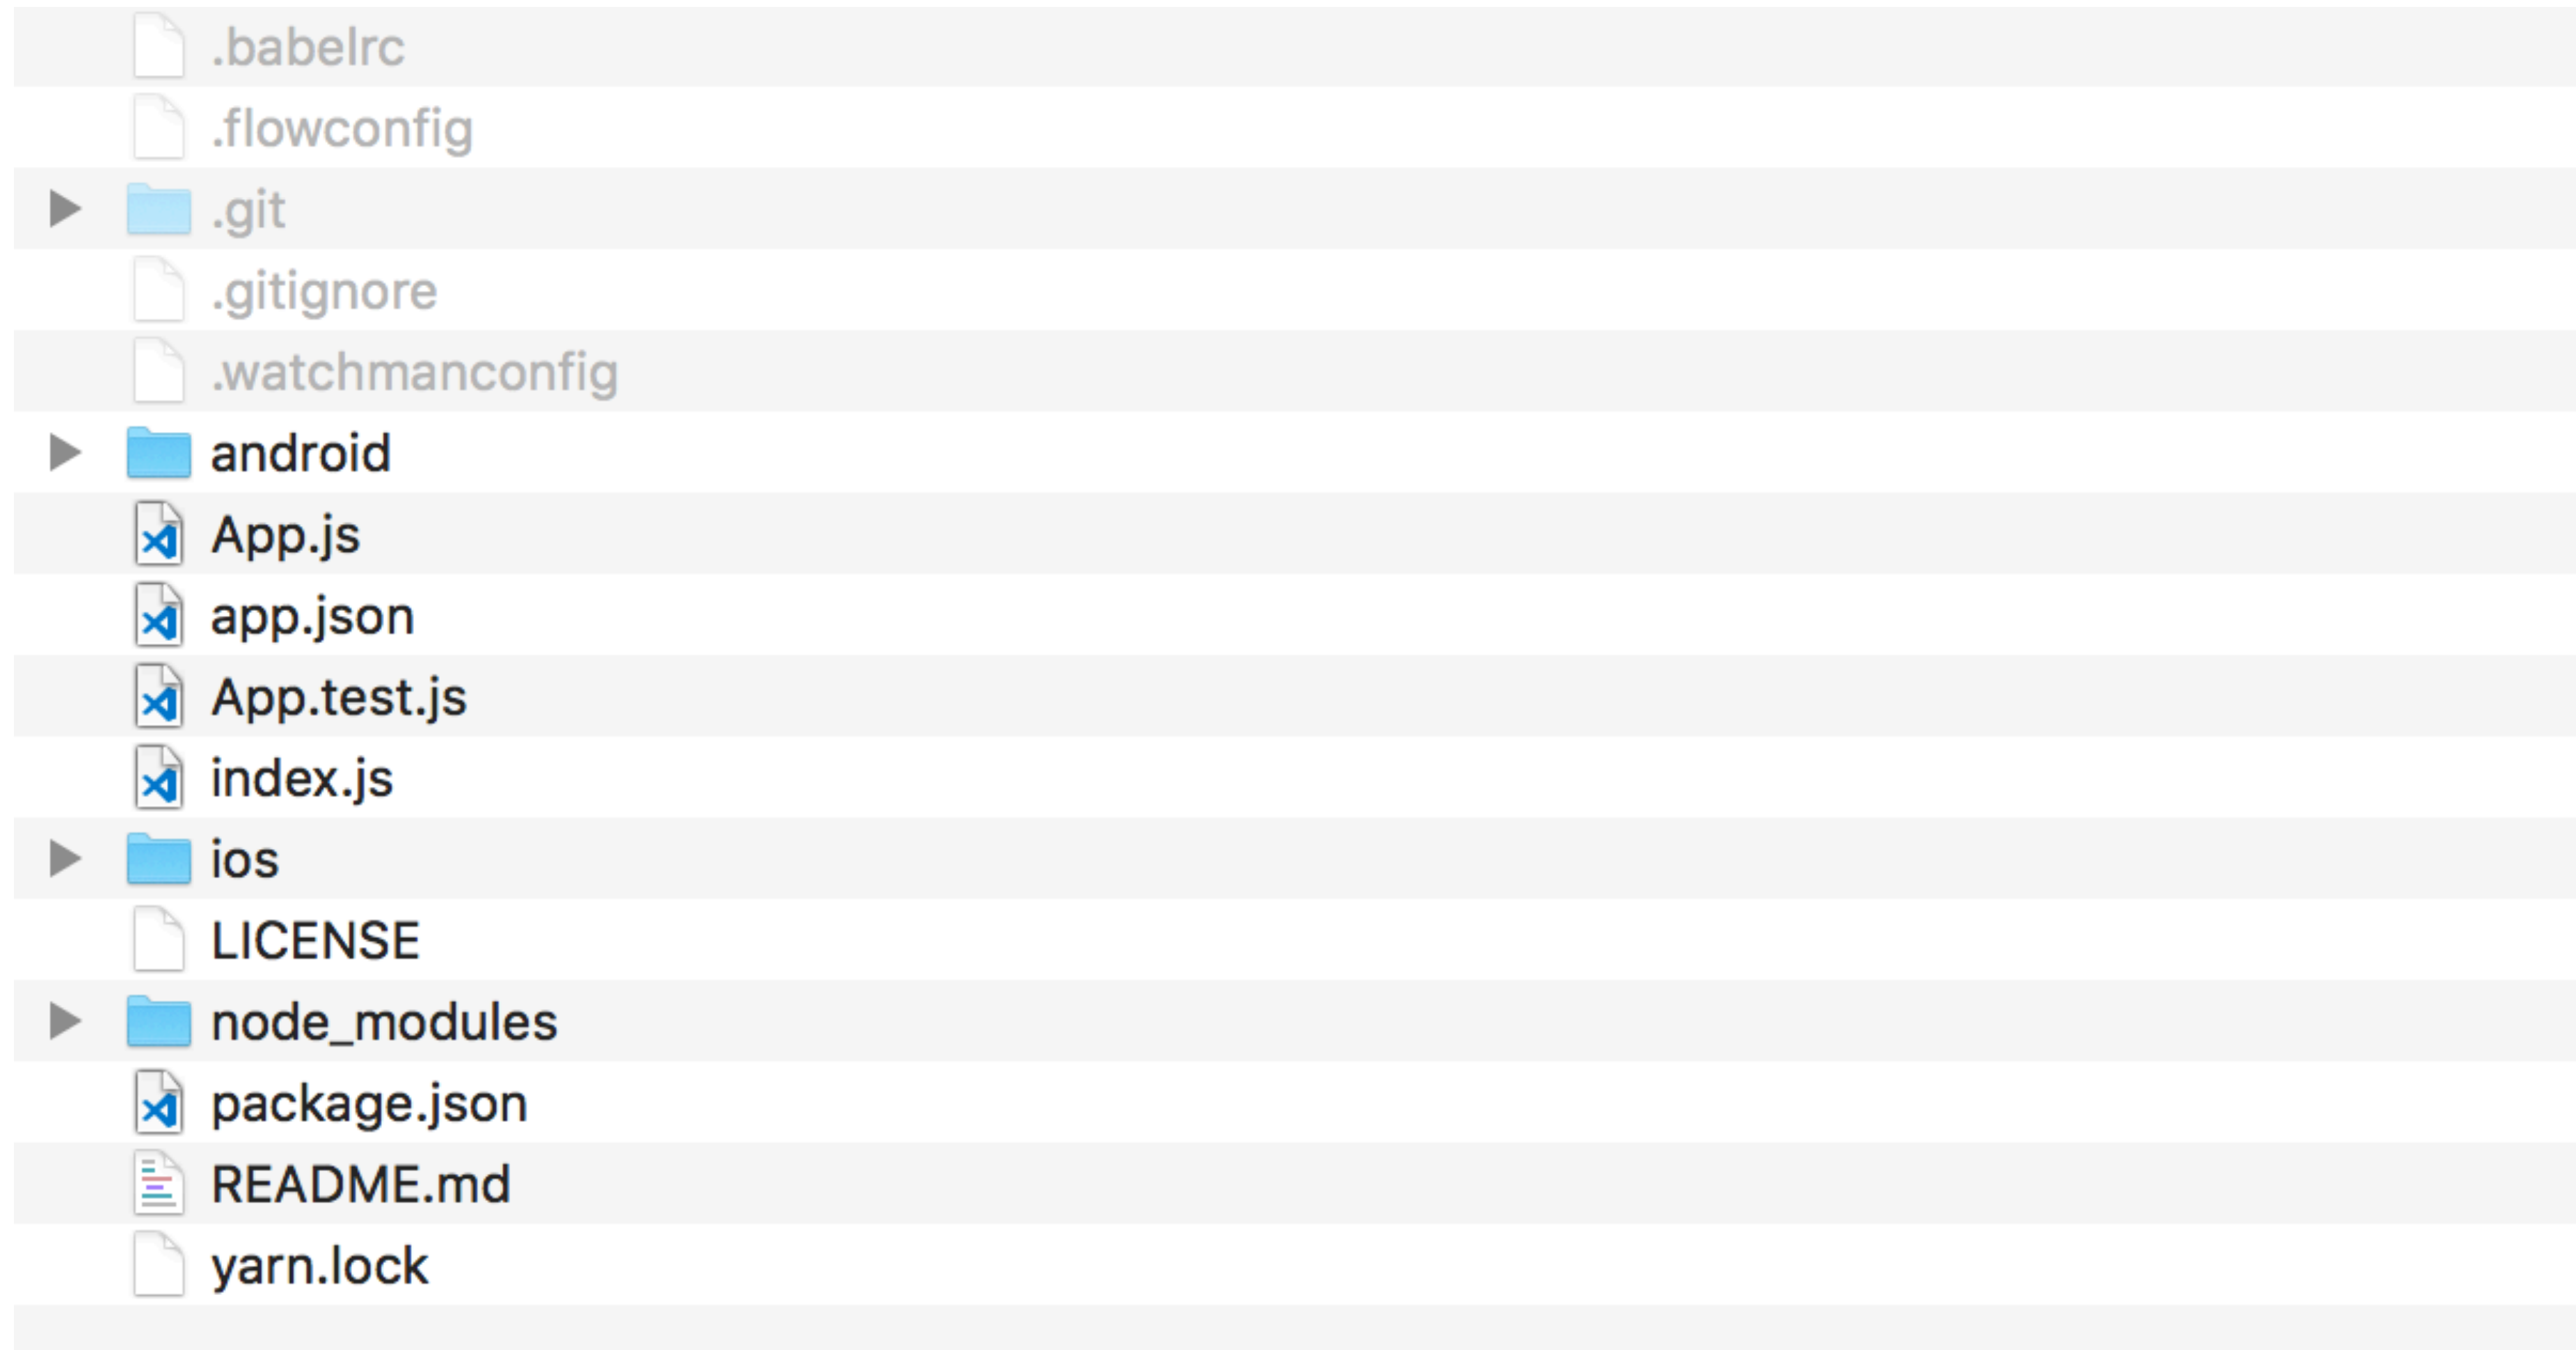 .babelrc
.flowconfig
.git
.gitignore
.watchmanconfig
android
App.js
app.json
App.test.js
index.js
ios
LICENSE
node_modules
package.json
README.md
yarn.lock